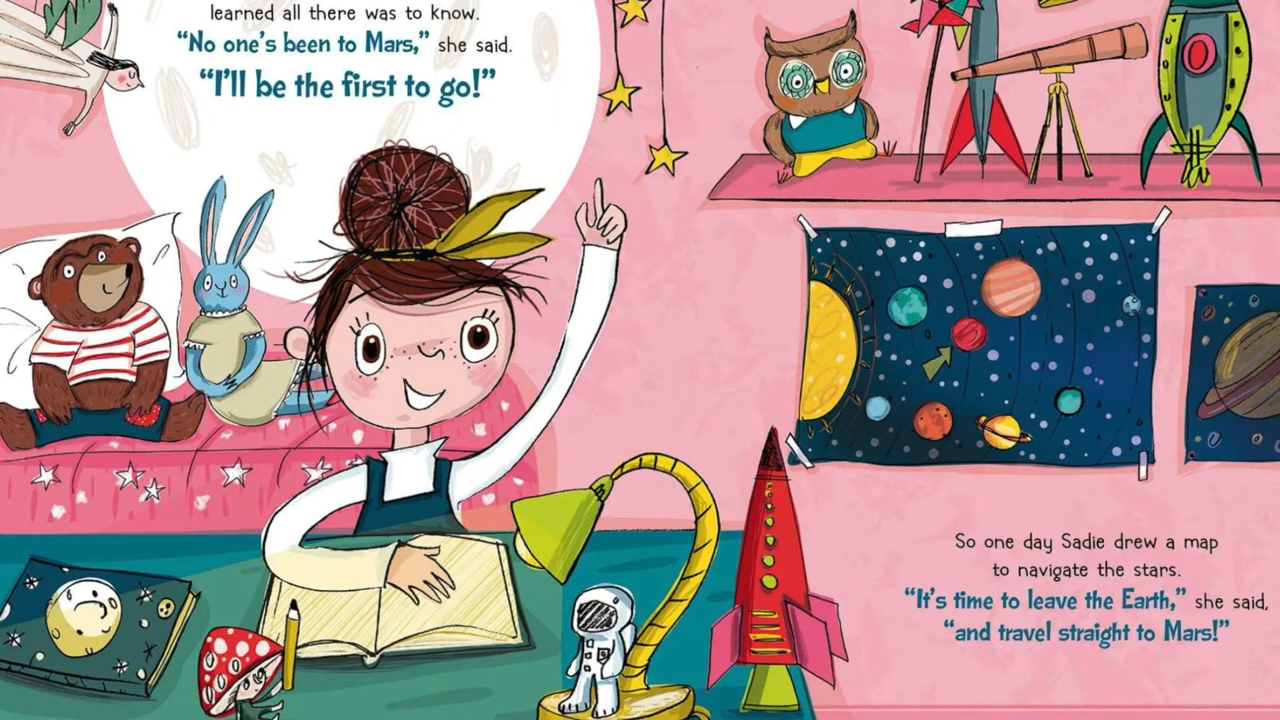 learned all there was to know.
“No one’s been to Mars,” she said.
“I’ll be the first to go!”
So one day Sadie drew a map
to navigate the stars.
“It’s time to leave the Earth,” she said,
“and travel straight to Mars!”